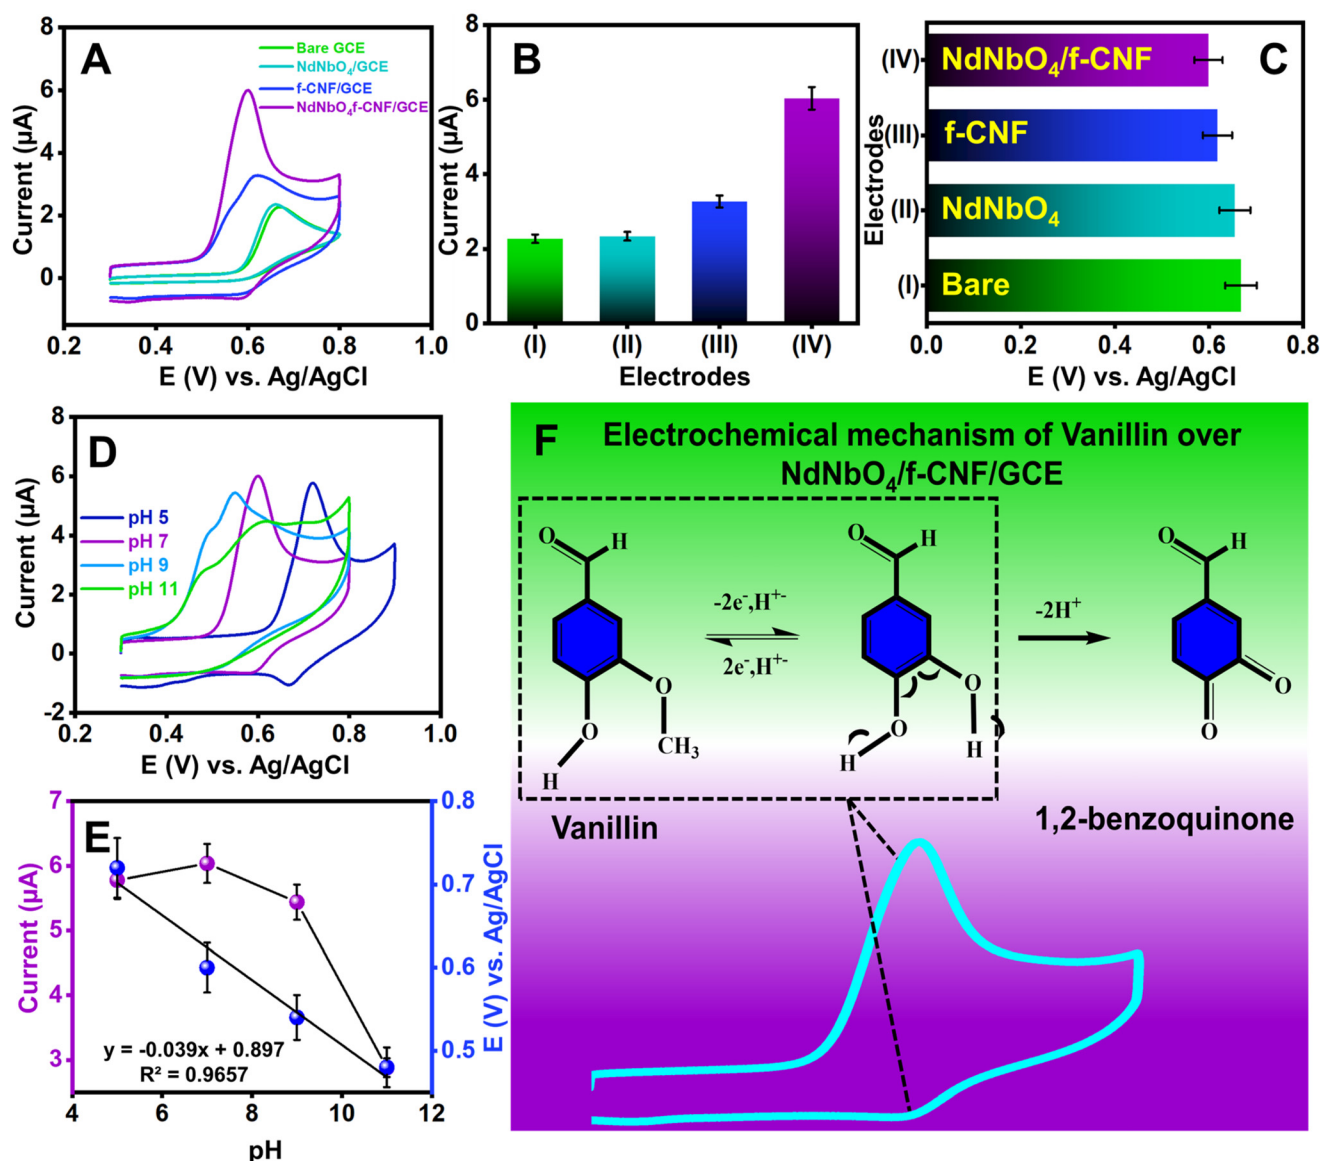 A
Bare GCE
NdNbO₄/GCE
f-CNF/GCE
NdNbO₄f-CNF/GCE
Current (µA)
8
6
4
2
0
0.2
0.4
0.6
0.8
1.0
E (V) vs. Ag/AgCl
B
Current (µA)
8
6
4
2
0
(I)
(II)
(III)
(IV)
Electrodes
C
Electrodes
(IV)
NdNbO₄/f-CNF
(III)
f-CNF
(II)
NdNbO₄
(I)
Bare
0.0
0.2
0.4
0.6
0.8
E (V) vs. Ag/AgCl
D
pH 5
pH 7
pH 9
pH 11
Current (µA)
8
6
4
2
0
-2
0.2
0.4
0.6
0.8
1.0
E (V) vs. Ag/AgCl
E
Current (µA)
7
6
5
4
3
E (V) vs. Ag/AgCl
0.8
0.7
0.6
0.5
y = -0.039x + 0.897
R² = 0.9657
4
6
8
10
12
pH
F
Electrochemical mechanism of Vanillin over
NdNbO₄/f-CNF/GCE
O
H
O
CH₃
O
H
-2e⁻,H⁺⁻
2e⁻,H⁺⁻
O
H
O
H
O
H
-2H⁺
O
H
O
O
Vanillin
1,2-benzoquinone